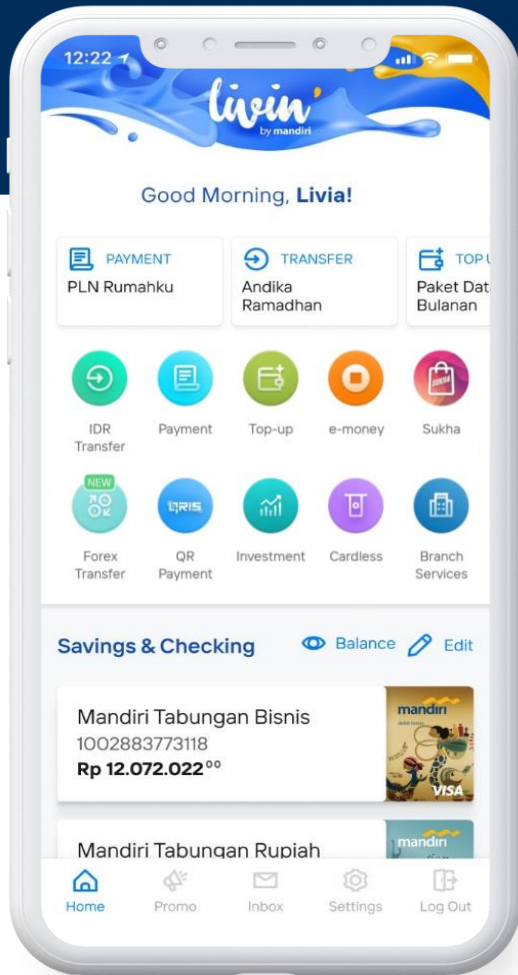 12:22
livin'
by mandiri
Good Morning, Livia!
PAYMENT
PLN Rumahku
TRANSFER
Andika
Ramadhan
TOP U
Paket Dat
Bulanan
IDR
Transfer
Payment
Top-up
e-money
SUKHA
Sukha
NEW
Forex
Transfer
QRIS
QR
Payment
Investment
Cardless
Branch
Services
Savings & Checking
Balance
Edit
Mandiri Tabungan Bisnis
1002883773118
Rp 12.072.022⁰⁰
mandiri
VISA
Mandiri Tabungan Rupiah
mandiri
Home
Promo
Inbox
Settings
Log Out